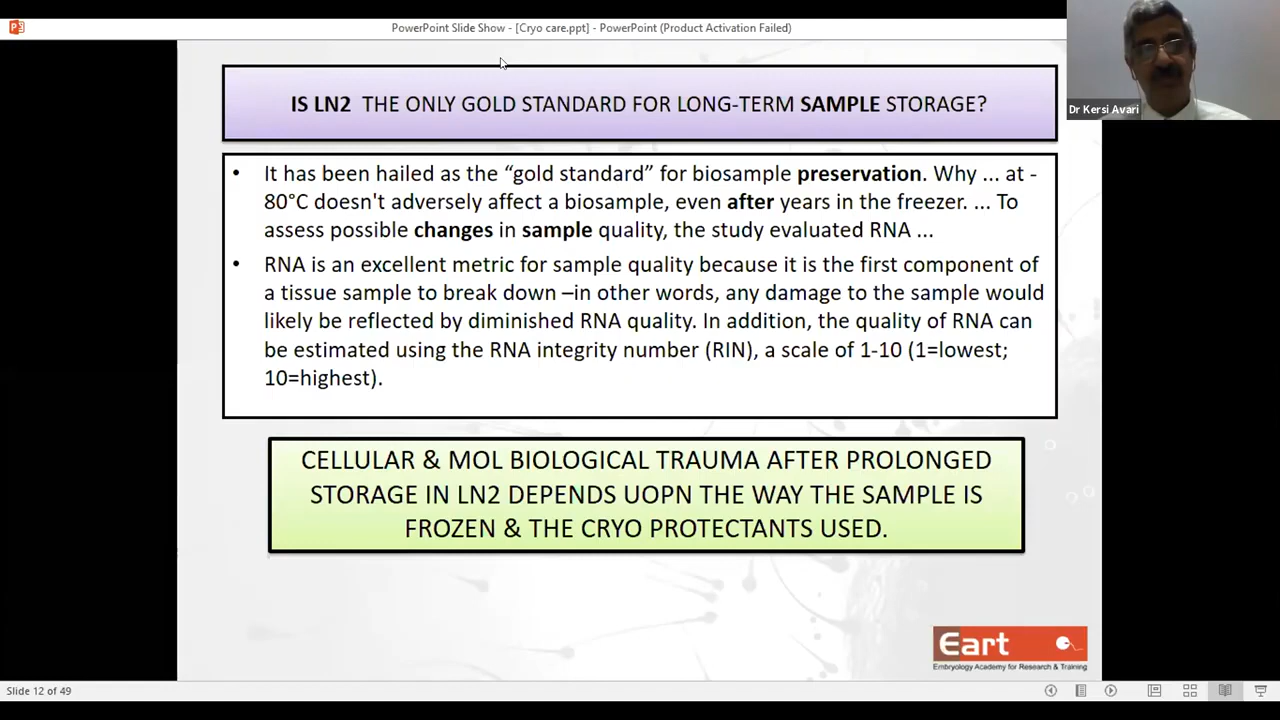 PowerPoint Slide Show - [Cryo care.ppt] - PowerPoint (Product Activation Failed)
Dr Kersi Avari
IS LN2 THE ONLY GOLD STANDARD FOR LONG-TERM SAMPLE STORAGE?
• It has been hailed as the “gold standard” for biosample preservation. Why ... at -
80°C doesn't adversely affect a biosample, even after years in the freezer. ... To
assess possible changes in sample quality, the study evaluated RNA ...
• RNA is an excellent metric for sample quality because it is the first component of
a tissue sample to break down –in other words, any damage to the sample would
likely be reflected by diminished RNA quality. In addition, the quality of RNA can
be estimated using the RNA integrity number (RIN), a scale of 1-10 (1=lowest;
10=highest).
CELLULAR & MOL BIOLOGICAL TRAUMA AFTER PROLONGED
STORAGE IN LN2 DEPENDS UOPN THE WAY THE SAMPLE IS
FROZEN & THE CRYO PROTECTANTS USED.
Eart
Embryology Academy for Research & Training
Slide 12 of 49